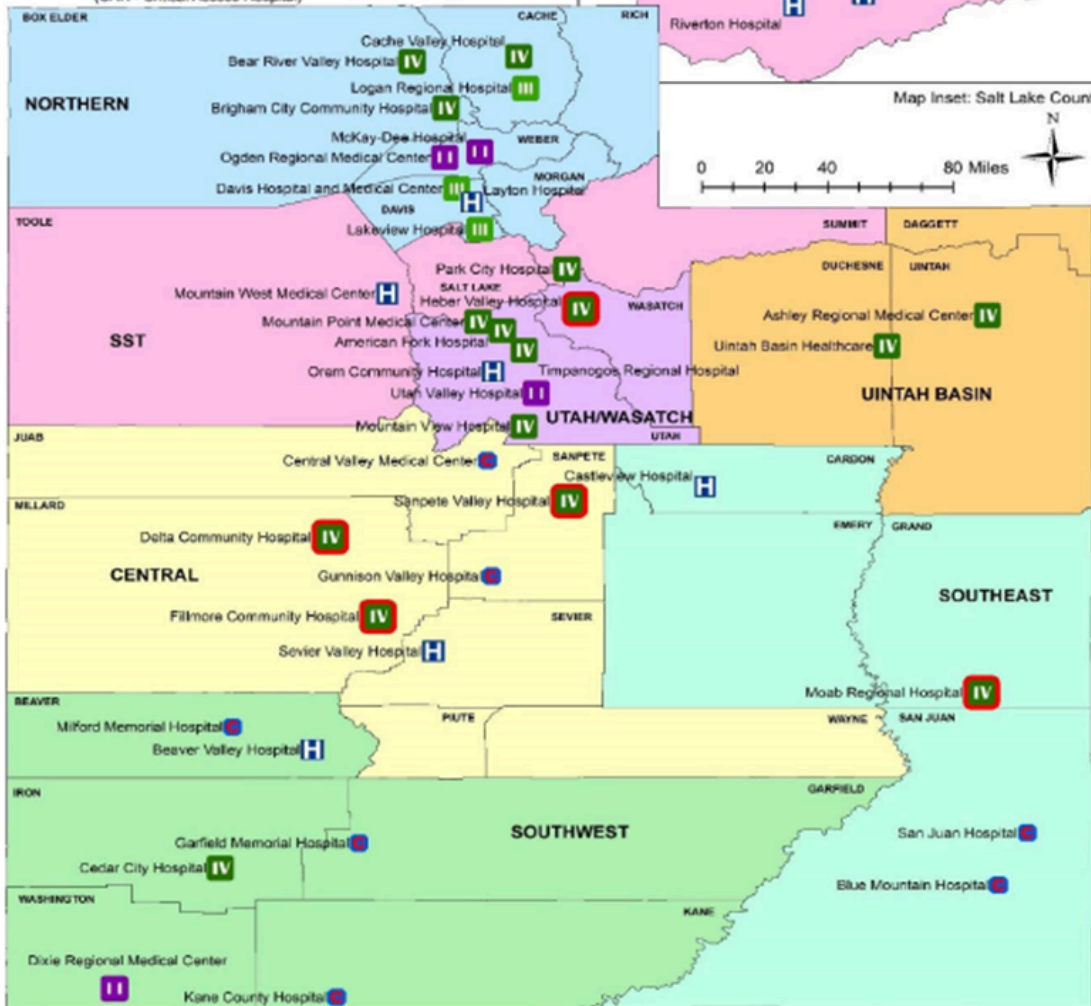 BOX ELDER
CACHE
RICH
Riverton Hospital
H
Cache Valley Hospital IV
Bear River Valley Hospital IV
Logan Regional Hospital III
NORTHERN
Brigham City Community Hospital IV
Map Inset: Salt Lake Coun
N
McKay-Dee Hospital II
WEBER
Ogden Regional Medical Center II
0 20 40 80 Miles
MORGAN
Davis Hospital and Medical Center III
Layton Hospital H
DAVIS
TOOLE
Lakeview Hospital III
SUMMIT
DAGGETT
Park City Hospital IV
DUCHESNE
UINTAH
SALT LAKE
Mountain West Medical Center H
Heber Valley Hospital IV
WASATCH
Mountain Point Medical Center IV
Ashley Regional Medical Center IV
SST
American Fork Hospital IV
IV
Uintah Basin Healthcare IV
Orem Community Hospital H
Timpanogos Regional Hospital
Utah Valley Hospital II
UINTAH BASIN
UTAH/WASATCH
Mountain View Hospital IV
UTAH
JUAB
Central Valley Medical Center C
SANPETE
CARBON
Castleview Hospital H
MILLARD
Sanpete Valley Hospital IV
EMERY
GRAND
Delta Community Hospital IV
CENTRAL
Gunnison Valley Hospital C
SOUTHEAST
Fillmore Community Hospital IV
SEVIER
Sevier Valley Hospital H
Moab Regional Hospital IV
BEAVER
PIUTE
WAYNE
SAN JUAN
Milford Memorial Hospital C
Beaver Valley Hospital H
IRON
GARFIELD
SOUTHWEST
San Juan Hospital C
Garfield Memorial Hospital C
Cedar City Hospital IV
Blue Mountain Hospital C
WASHINGTON
KANE
Dixie Regional Medical Center
II
Kane County Hospital C